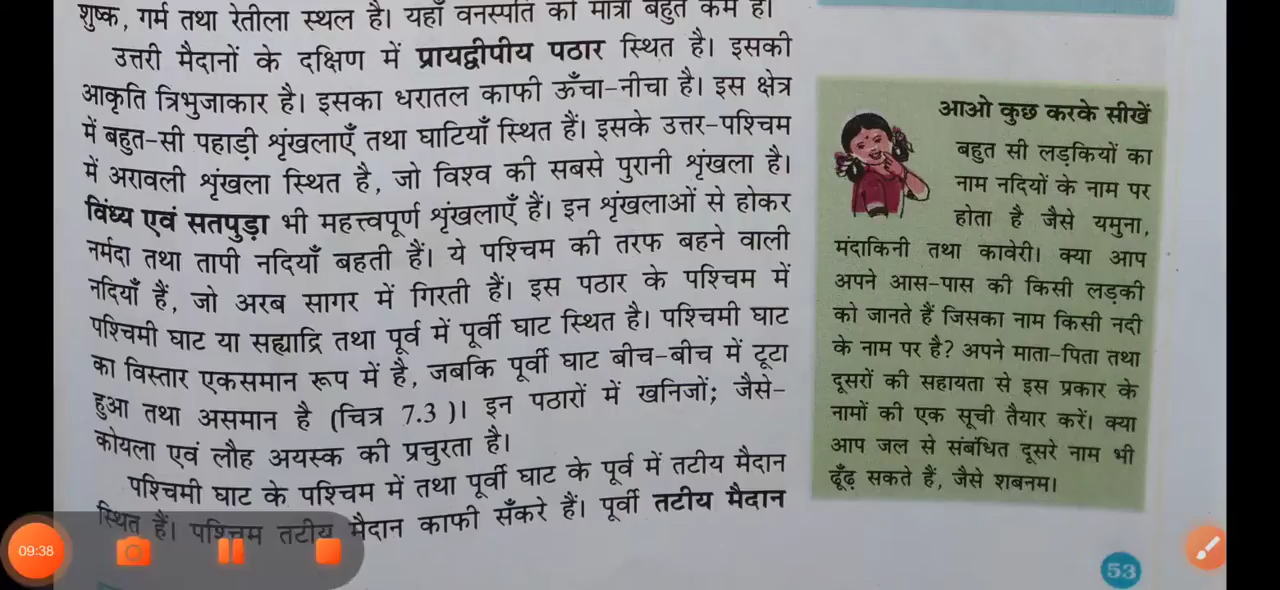 शुष्क, गर्म तथा रेतीला स्थल है। यहाँ वनस्पति की मात्रा बहुत कम है।
उत्तरी मैदानों के दक्षिण में प्रायद्वीपीय पठार स्थित है। इसकी
आकृति त्रिभुजाकार है। इसका धरातल काफी ऊँचा-नीचा है। इस क्षेत्र
में बहुत-सी पहाड़ी शृंखलाएँ तथा घाटियाँ स्थित हैं। इसके उत्तर-पश्चिम
में अरावली शृंखला स्थित है, जो विश्व की सबसे पुरानी शृंखला है।
विंध्य एवं सतपुड़ा भी महत्त्वपूर्ण शृंखलाएँ हैं। इन शृंखलाओं से होकर
नर्मदा तथा तापी नदियाँ बहती हैं। ये पश्चिम की तरफ बहने वाली
नदियाँ हैं, जो अरब सागर में गिरती हैं। इस पठार के पश्चिम में
पश्चिमी घाट या सह्याद्रि तथा पूर्व में पूर्वी घाट स्थित है। पश्चिमी घाट
का विस्तार एकसमान रूप में है, जबकि पूर्वी घाट बीच-बीच में टूटा
हुआ तथा असमान है (चित्र 7.3)। इन पठारों में खनिजों; जैसे-
कोयला एवं लौह अयस्क की प्रचुरता है।
पश्चिमी घाट के पश्चिम में तथा पूर्वी घाट के पूर्व में तटीय मैदान
स्थित हैं। पश्चिम तटीय मैदान काफी सँकरे हैं। पूर्वी तटीय मैदान
आओ कुछ करके सीखें
बहुत सी लड़कियों का
नाम नदियों के नाम पर
होता है जैसे यमुना,
मंदाकिनी तथा कावेरी। क्या आप
अपने आस-पास की किसी लड़की
को जानते हैं जिसका नाम किसी नदी
के नाम पर है? अपने माता-पिता तथा
दूसरों की सहायता से इस प्रकार के
नामों की एक सूची तैयार करें। क्या
आप जल से संबंधित दूसरे नाम भी
ढूँढ़ सकते हैं, जैसे शबनम।
53
09:38